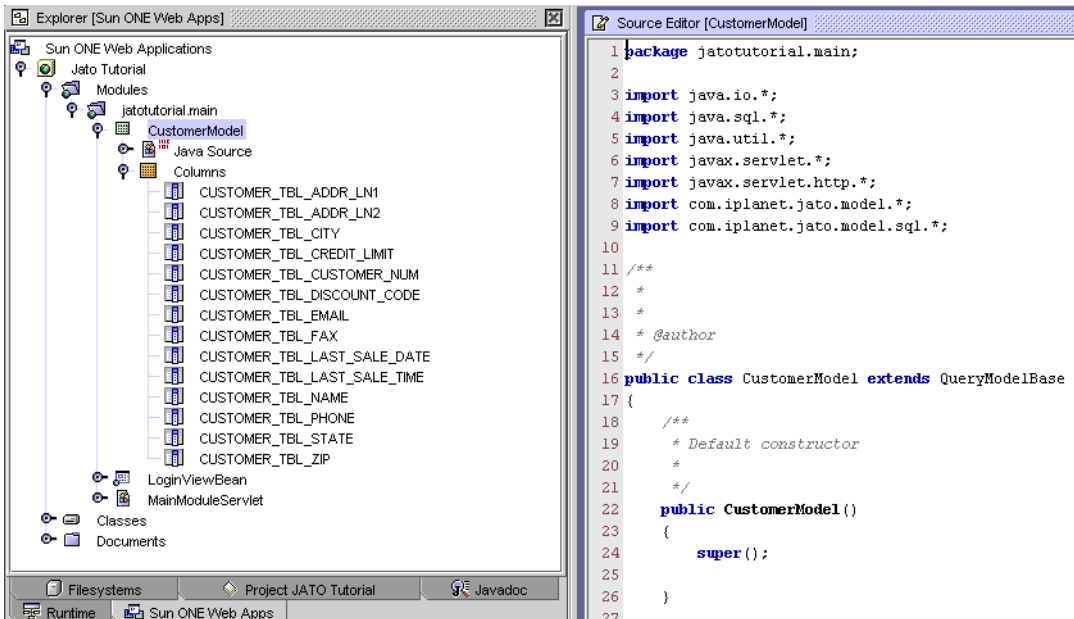 Explorer [Sun ONE Web Apps]
Sun ONE Web Applications
Jato Tutorial
Modules
jatotutorial.main
CustomerModel
Java Source
Columns
CUSTOMER_TBL_ADDR_LN1
CUSTOMER_TBL_ADDR_LN2
CUSTOMER_TBL_CITY
CUSTOMER_TBL_CREDIT_LIMIT
CUSTOMER_TBL_CUSTOMER_NUM
CUSTOMER_TBL_DISCOUNT_CODE
CUSTOMER_TBL_EMAIL
CUSTOMER_TBL_FAX
CUSTOMER_TBL_LAST_SALE_DATE
CUSTOMER_TBL_LAST_SALE_TIME
CUSTOMER_TBL_NAME
CUSTOMER_TBL_PHONE
CUSTOMER_TBL_STATE
CUSTOMER_TBL_ZIP
LoginViewBean
MainModuleServlet
Classes
Documents
Filesystems Project JATO Tutorial Javadoc
Runtime Sun ONE Web Apps
Source Editor [CustomerModel]
1 package jatotutorial.main;
2
3 import java.io.*;
4 import java.sql.*;
5 import java.util.*;
6 import javax.servlet.*;
7 import javax.servlet.http.*;
8 import com.iplanet.jato.model.*;
9 import com.iplanet.jato.model.sql.*;
10
11 /**
12 *
13 *
14 * @author
15 */
16 public class CustomerModel extends QueryModelBase
17 {
18 /**
19 * Default constructor
20 *
21 */
22 public CustomerModel()
23 {
24 super();
25
26 }
27